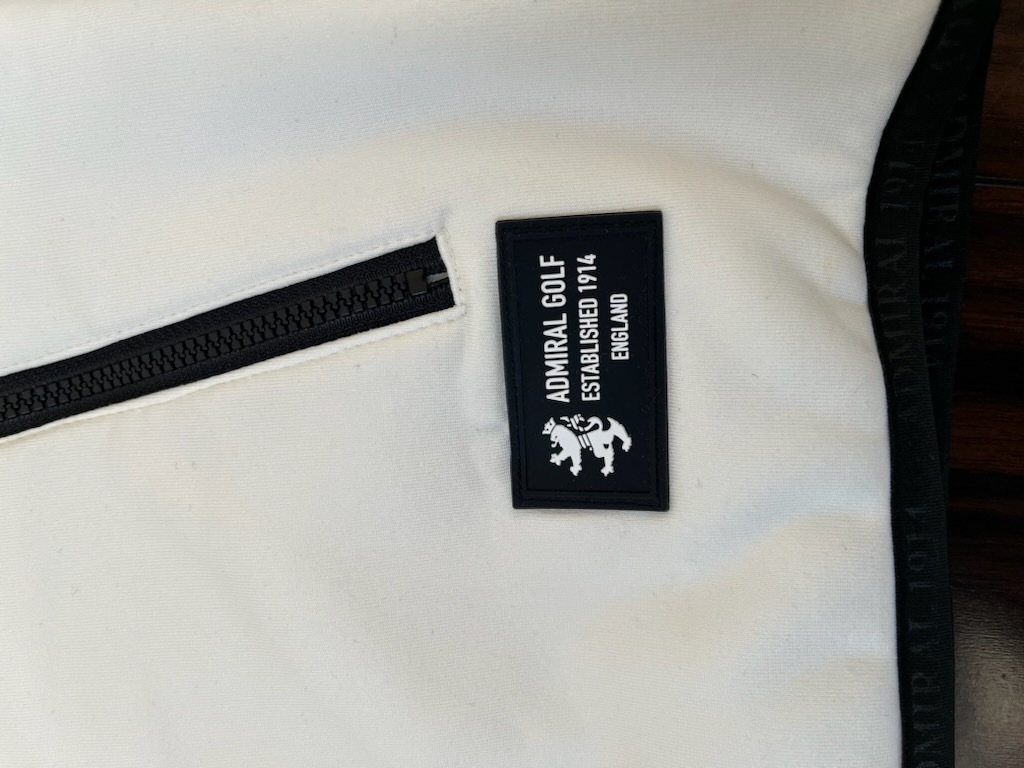 ADMIRAL GOLF
ESTABLISHED 1914
ENGLAND
ADMIRAL 1914
ADMIRAL 1914